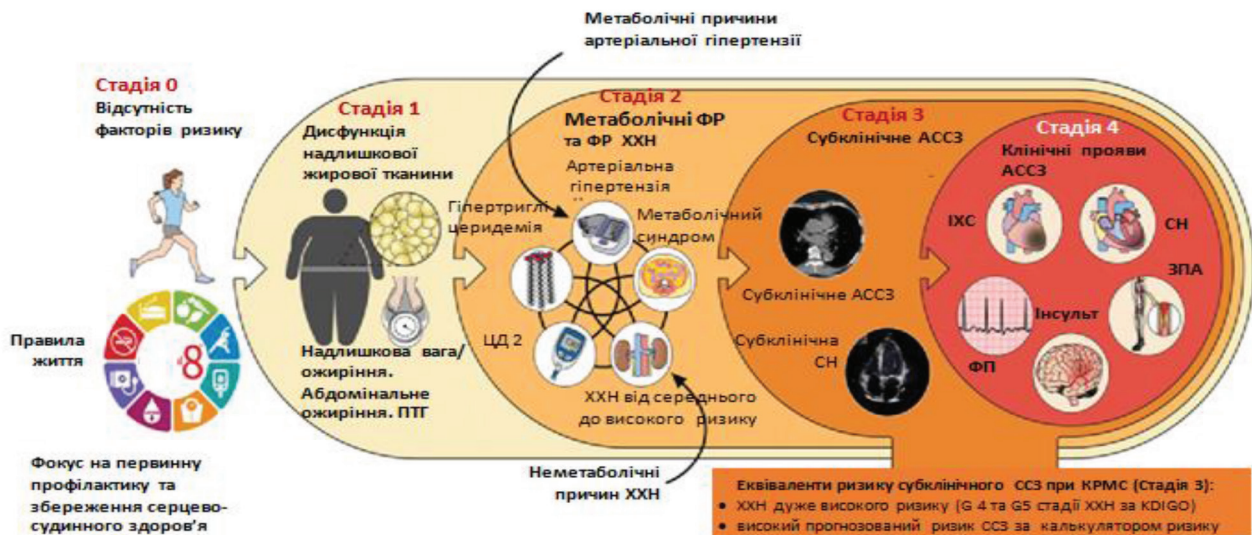 Метаболічні причини
артеріальної гіпертензії
Стадія 0
Відсутність
факторів ризику
Правила
життя
8
Фокус на первинну
профілактику та
збереження серцево-
судинного здоров'я
Стадія 1
Дисфункція
надлишкової
жирової тканини
Надлишкова вага/
ожиріння.
Абдомінальне
ожиріння. ПТГ
Стадія 2
Метаболічні ФР
та ФР ХХН
Артеріальна
гіпертензія
Гіпертригліо
церидемія
Метаболічний
синдром
ЦД 2
ХХН від середнього
до високого ризику
Неметаболічні
причин ХХН
Стадія 3
Субклінічне АССЗ
Субклінічне АССЗ
Субклінічна
СН
Стадія 4
Клінічні прояви
АССЗ
ІХС
СН
ЗПА
Інсульт
ФП
Еквіваленти ризику субклінічного ССЗ при КРМС (Стадія 3):
• ХХН дуже високого ризику (G 4 та G5 стадії ХХН за KDIGO)
• високий прогнозований ризик ССЗ за калькулятором ризику